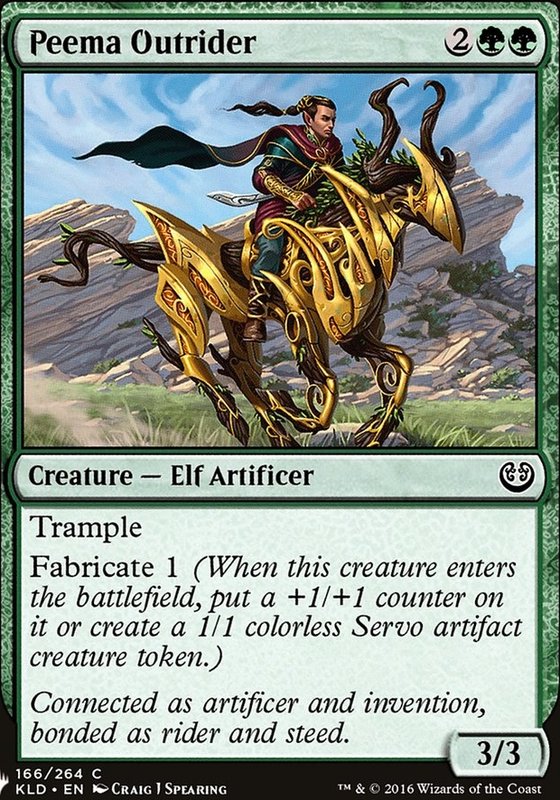 Peema Outrider 2
Creature — Elf Artificer
Trample
Fabricate 1 (When this creature enters
the battlefield, put a +1/+1 counter on
it or create a 1/1 colorless Servo artifact
creature token.)
Connected as artificer and invention,
bonded as rider and steed.
3/3
166/264 C
KLD • EN Craig J Spearing ™ & © 2016 Wizards of the Coast